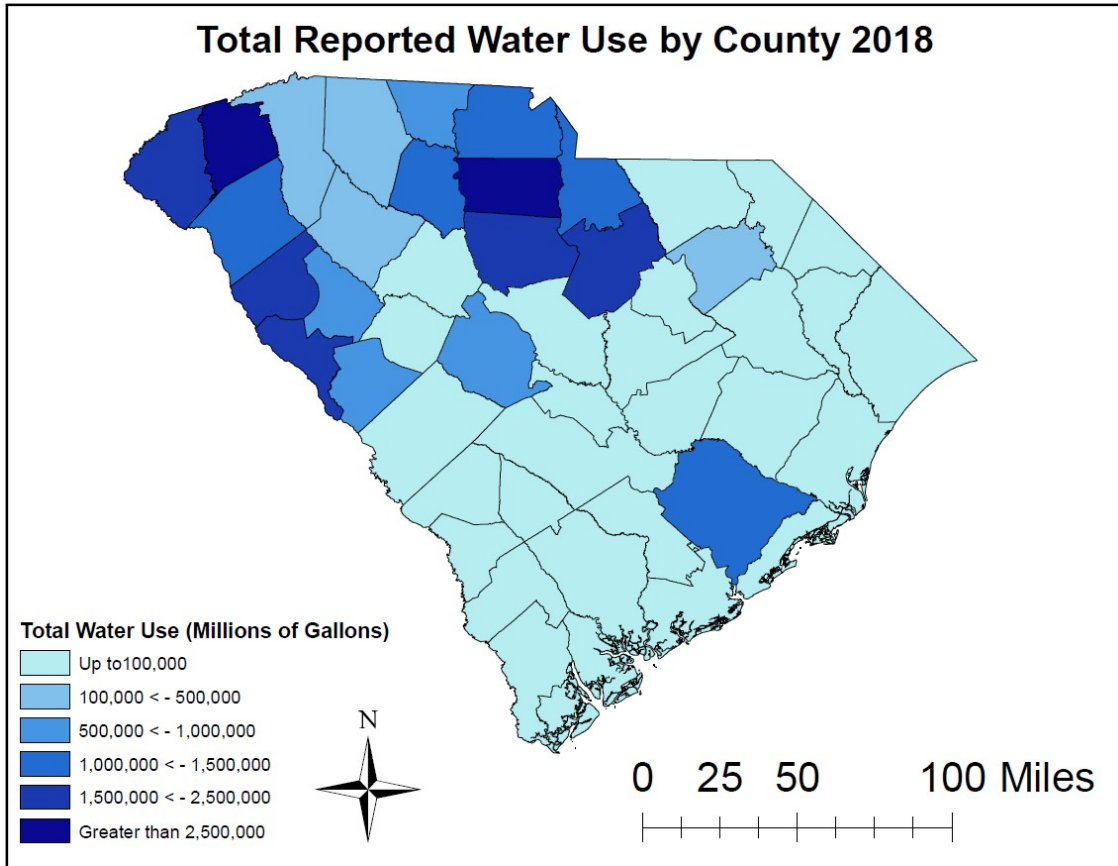 Total Reported Water Use by County 2018
Total Water Use (Millions of Gallons)
Up to100,000
100,000 < - 500,000
500,000 < - 1,000,000
1,000,000 < - 1,500,000
1,500,000 < - 2,500,000
Greater than 2,500,000
N
0 25 50 100 Miles